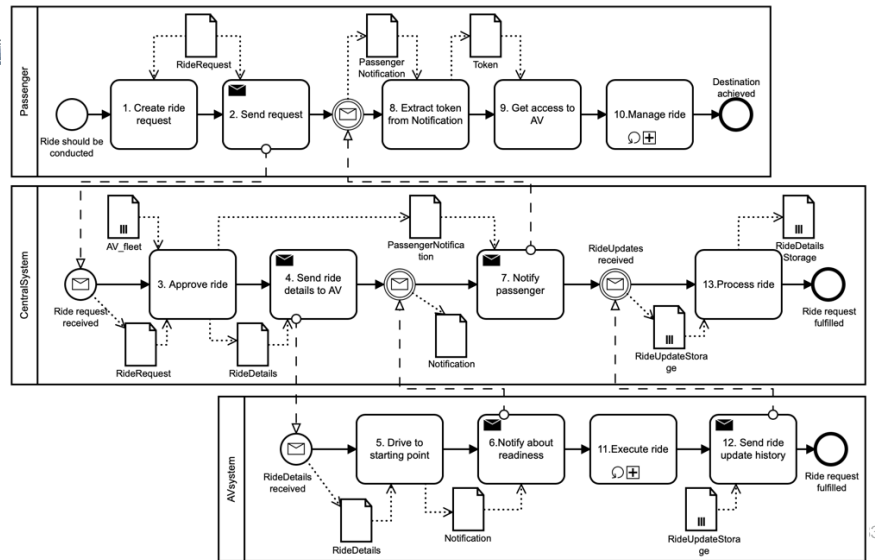 Passenger
RideRequest
Passenger
Notification
Token
Destination
achieved
1. Create ride
request
2. Send request
8. Extract token
from Notification
9. Get access to
AV
10.Manage ride
Ride should be
conducted
CentralSystem
AV_fleet
PassengerNotifica
tion
RideUpdates
received
RideDetails
Storage
3. Approve ride
4. Send ride
details to AV
7. Notify
passenger
13.Process ride
Ride request
received
Ride request
fulfilled
RideRequest
RideDetails
Notification
RideUpdateStora
ge
AVsystem
5. Drive to
starting point
6.Notify about
readiness
11.Execute ride
12. Send ride
update history
RideDetails
received
Ride request
fulfilled
RideDetails
Notification
RideUpdateStora
ge